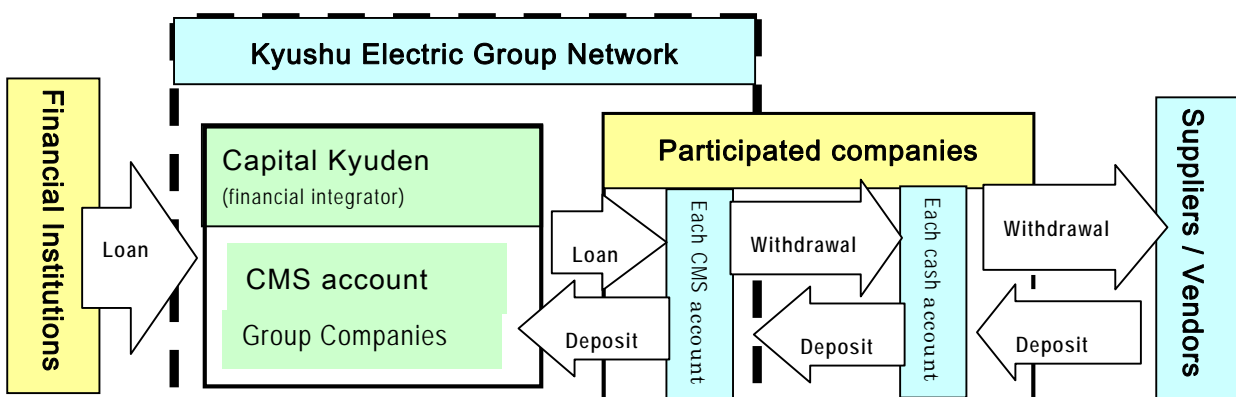 Kyushu Electric Group Network
Financial Institutions
Loan
Capital Kyuden
(financial integrator)
CMS account
Group Companies
Participated companies
Loan
Deposit
Each CMS account
Withdrawal
Deposit
Each cash account
Withdrawal
Deposit
Suppliers / Vendors